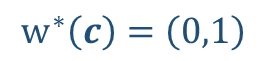 w*(c) = (0,1)